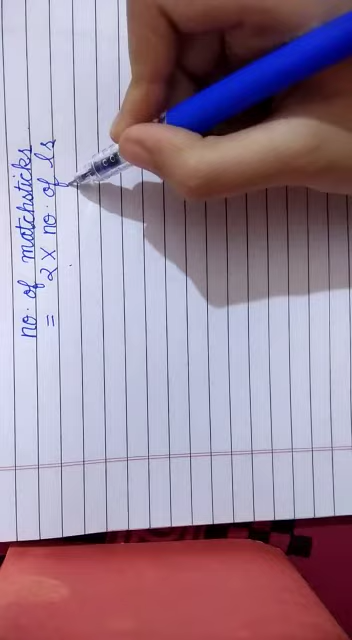 no. of matchsticks
= 2 × no. of ls